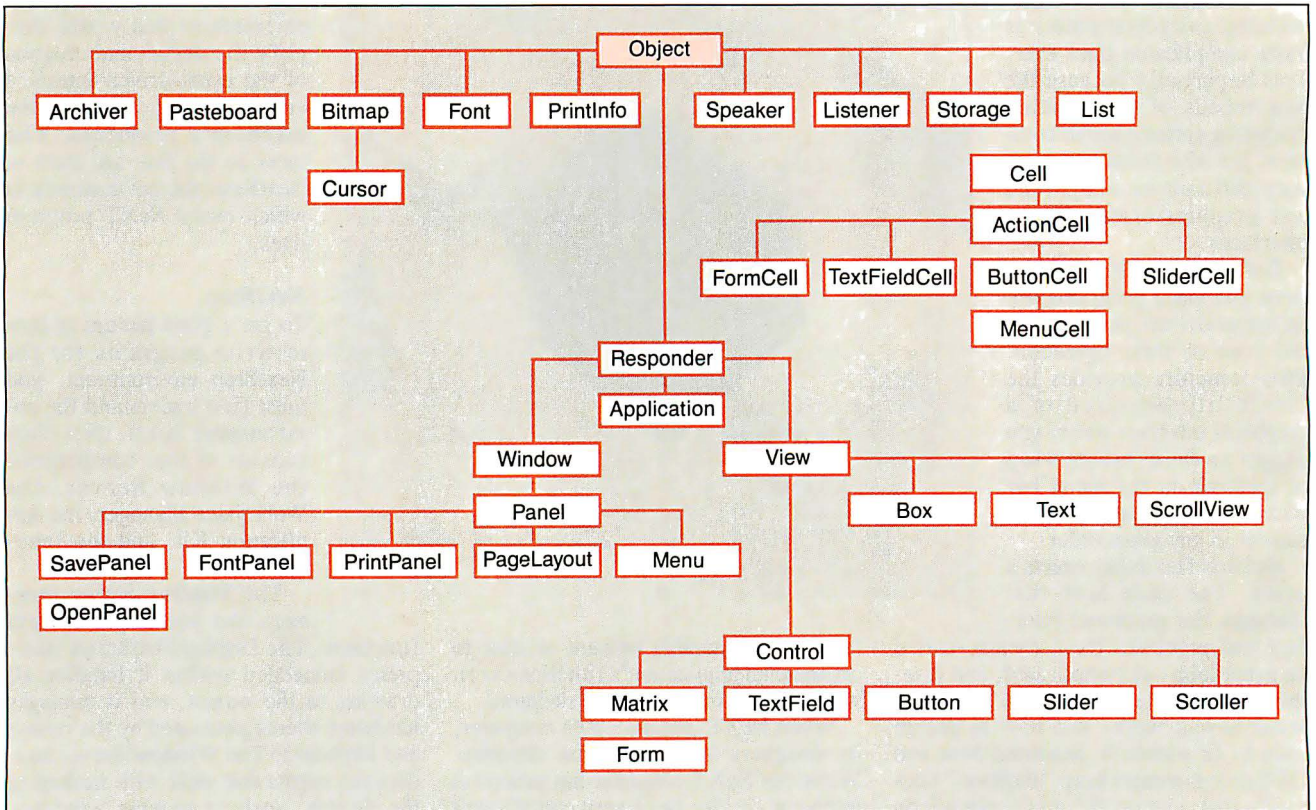 Object
Archiver Pasteboard Bitmap Font PrintInfo Speaker Listener Storage List
Cursor
Cell
ActionCell
FormCell TextFieldCell ButtonCell SliderCell
MenuCell
Responder
Application
Window View
Panel Box Text ScrollView
SavePanel FontPanel PrintPanel PageLayout Menu
OpenPanel
Control
Matrix TextField Button Slider Scroller
Form